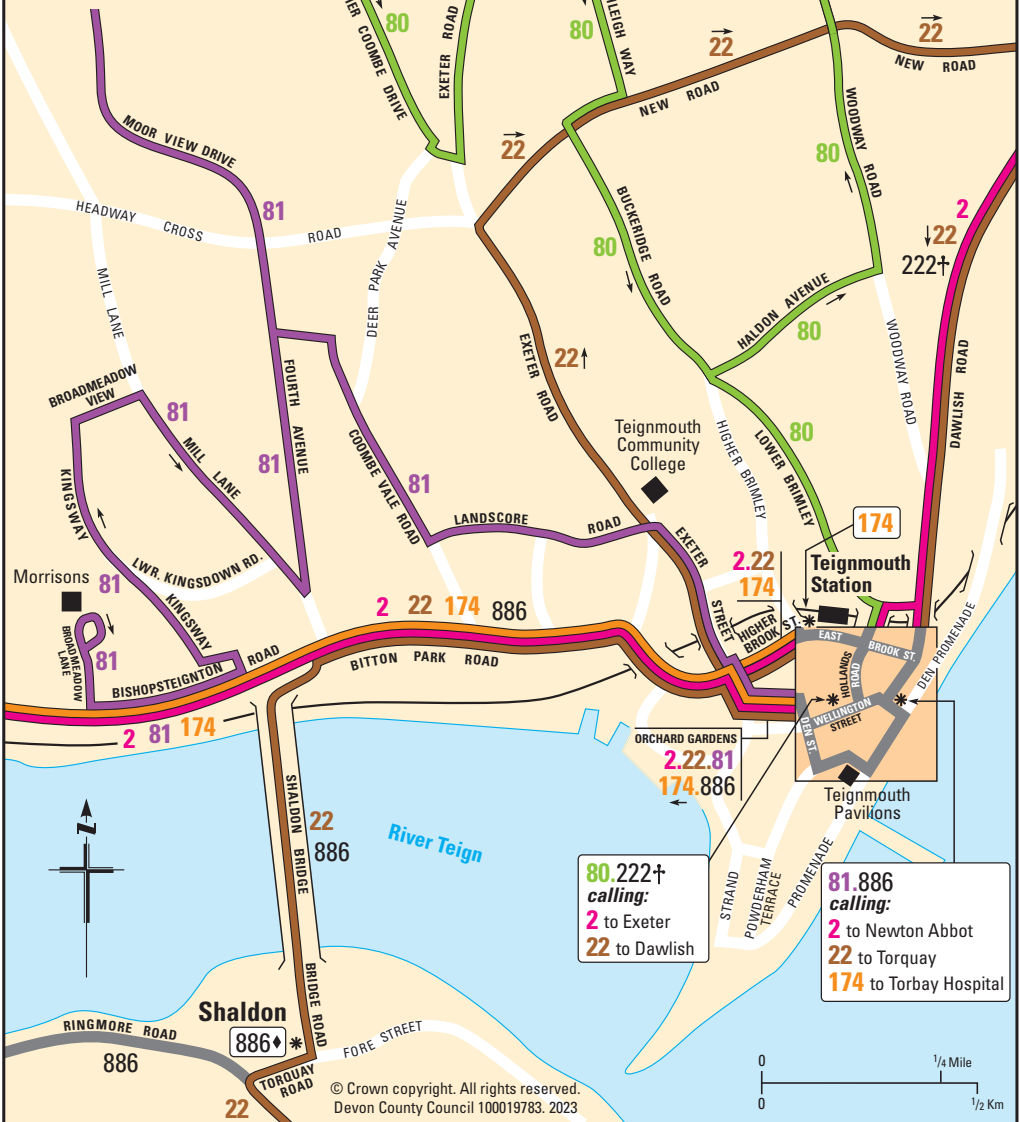 80
HER COOMBE DRIVE
EXETER ROAD
80
LEIGH WAY
22
NEW ROAD
22
NEW ROAD
MOOR VIEW DRIVE
22
WOODWAY ROAD
80
HEADWAY CROSS ROAD
81
DEER PARK AVENUE
BUCKERIDGE ROAD
80
2
22
222†
MILL LANE
HALDON AVENUE
80
WOODWAY ROAD
DAWLISH ROAD
EXETER ROAD
22
BROADMEADOW
VIEW
81
MILL LANE
FOURTH AVENUE
81
COOMBE VALE ROAD
81
Teignmouth
Community
College
HIGHER BRIMLEY
80
LOWER BRIMLEY
KINGSWAY
LANDSCORE ROAD
EXETER STREET
174
2.22
174
Teignmouth
Station
LWR. KINGSDOWN RD.
Morrisons
81
KINGSWAY
BROADMEADOW
LANE
81
BISHOPSTEIGNTON ROAD
2 22 174 886
BITTON PARK ROAD
HIGHER
BROOK ST.
EAST BROOK ST.
HOLLANDS
ROAD
DEN PROMENADE
WELLINGTON
STREET
DEN ST.
2 81 174
ORCHARD GARDENS
2.22.81
174.886
Teignmouth
Pavilions
SHALDON BRIDGE
22
886
River Teign
N
STRAND
POWDERHAM
TERRACE
PROMENADE
80.222†
calling:
2 to Exeter
22 to Dawlish
81.886
calling:
2 to Newton Abbot
22 to Torquay
174 to Torbay Hospital
BRIDGE ROAD
Shaldon
886♦
RINGMORE ROAD
886
FORE STREET
TORQUAY
ROAD
22
© Crown copyright. All rights reserved.
Devon County Council 100019783. 2023
0
1/4 Mile
0
1/2 Km